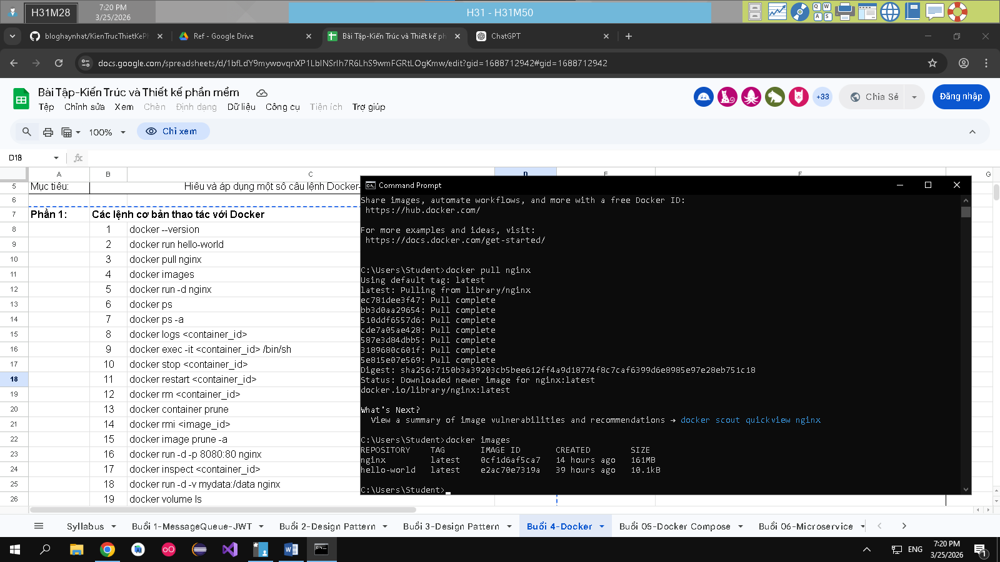 H31M28
7:20 PM
3/25/2026
H31 - H31M50
bloghaynhat/KienTrucThietKePh
Ref - Google Drive
Bài Tập-Kiến Trúc và Thiết kế ph
ChatGPT
docs.google.com/spreadsheets/d/1bfLdY9mywovqnXP1LbINSrIh7R6LhS9wmFGRtLOgKmw/edit?gid=1688712942#gid=1688712942
Bài Tập-Kiến Trúc và Thiết kế phần mềm
Tệp Chỉnh sửa Xem Chèn Định dạng Dữ liệu Công cụ Tiện ích Trợ giúp
+33
Chia Sẻ
Đăng nhập
100%
Chỉ xem
D18
fx
A B C D E F G
5 Mục tiêu: Hiểu và áp dụng một số câu lệnh Docker
6
7 Phần 1: Các lệnh cơ bản thao tác với Docker
8 1 docker --version
9 2 docker run hello-world
10 3 docker pull nginx
11 4 docker images
12 5 docker run -d nginx
13 6 docker ps
14 7 docker ps -a
15 8 docker logs <container_id>
16 9 docker exec -it <container_id> /bin/sh
17 10 docker stop <container_id>
18 11 docker restart <container_id>
19 12 docker rm <container_id>
20 13 docker container prune
21 14 docker rmi <image_id>
22 15 docker image prune -a
23 16 docker run -d -p 8080:80 nginx
24 17 docker inspect <container_id>
25 18 docker run -d -v mydata:/data nginx
26 19 docker volume ls
Command Prompt
Share images, automate workflows, and more with a free Docker ID:
https://hub.docker.com/
For more examples and ideas, visit:
https://docs.docker.com/get-started/
C:\Users\Student>docker pull nginx
Using default tag: latest
latest: Pulling from library/nginx
ec781dee3f47: Pull complete
bb3d0aa29654: Pull complete
510ddf6557d6: Pull complete
cde7a05ae428: Pull complete
587e3d84dbb5: Pull complete
3189680c601f: Pull complete
5e815e07e569: Pull complete
Digest: sha256:7150b3a39203cb5bee612ff4a9d18774f8c7caf6399d6e8985e97e28eb751c18
Status: Downloaded newer image for nginx:latest
docker.io/library/nginx:latest
What's Next?
View a summary of image vulnerabilities and recommendations → docker scout quickview nginx
C:\Users\Student>docker images
REPOSITORY TAG IMAGE ID CREATED SIZE
nginx latest 0cf1d6af5ca7 14 hours ago 161MB
hello-world latest e2ac70e7319a 39 hours ago 10.1kB
C:\Users\Student>
Syllabus Buổi 1-MessageQueue-JWT Buổi 2-Design Pattern Buổi 3-Design Pattern Buổi 4-Docker Buổi 05-Docker Compose Buổi 06-Microservice
ENG
7:20 PM
3/25/2026
1